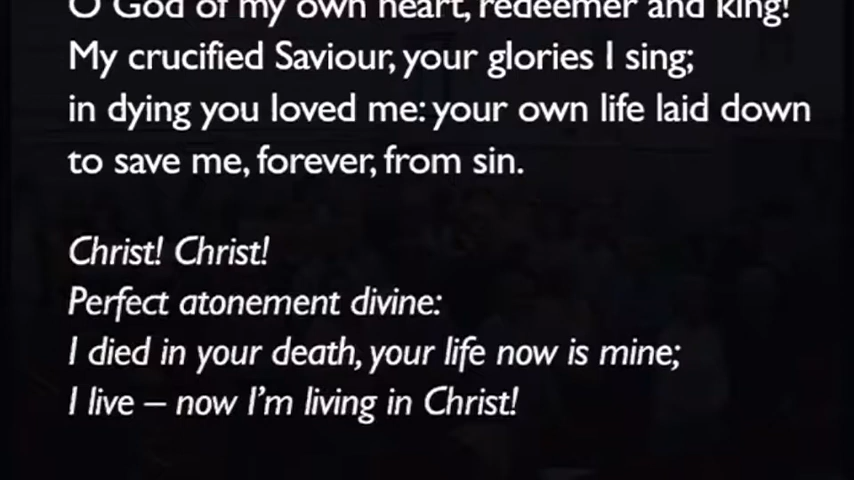 O God of my own heart, redeemer and king!
My crucified Saviour, your glories I sing;
in dying you loved me: your own life laid down
to save me, forever, from sin.
Christ! Christ!
Perfect atonement divine:
I died in your death, your life now is mine;
I live – now I’m living in Christ!